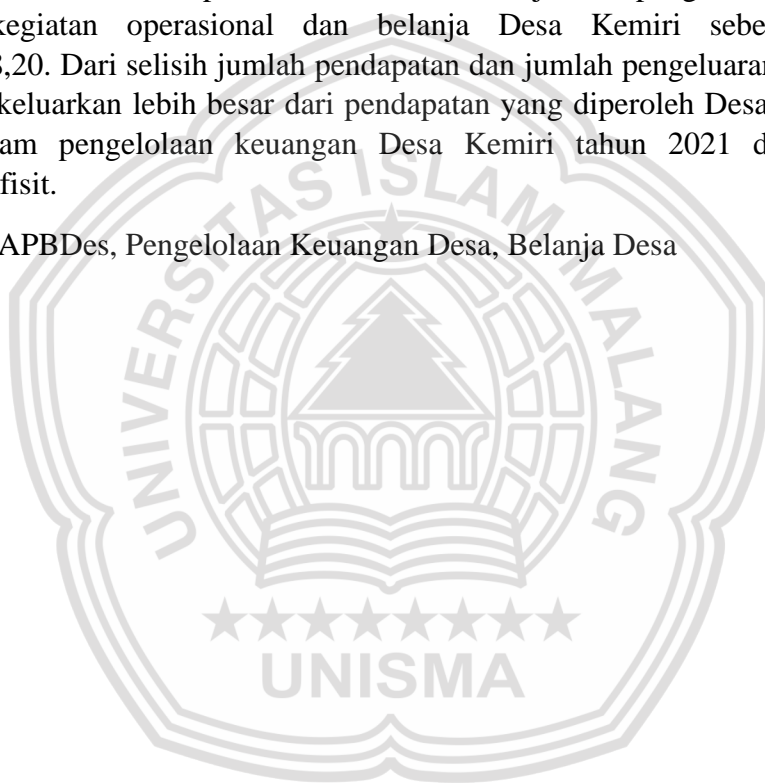 kegiatan operasional dan belanja Desa Kemiri sebe
8,20. Dari selisih jumlah pendapatan dan jumlah pengeluaran
keluarkan lebih besar dari pendapatan yang diperoleh Desa
am pengelolaan keuangan Desa Kemiri tahun 2021 d
fisit.
APBDes, Pengelolaan Keuangan Desa, Belanja Desa
UNIVERSITAS ISLAM MALANG
UNISMA